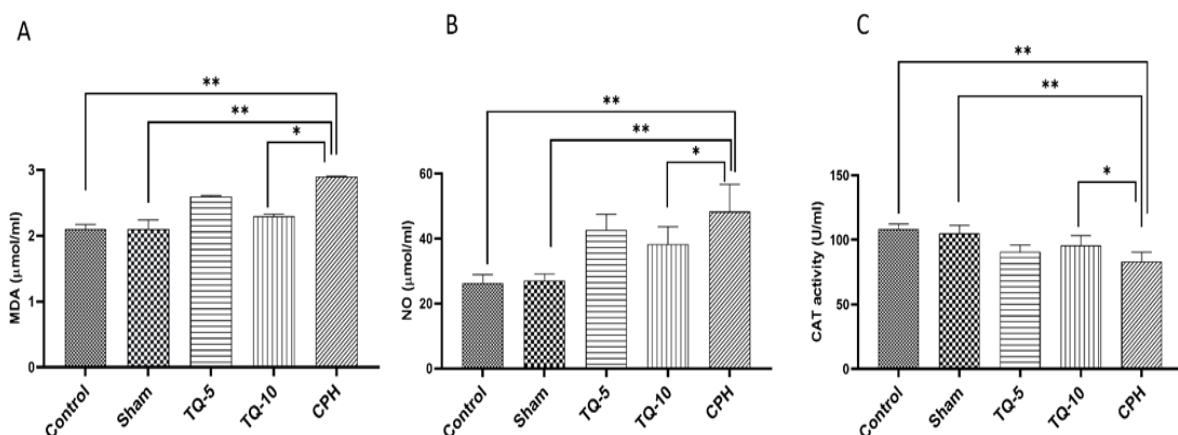 A
**
**
*
3
2
1
0
MDA (μmol/ml)
Control
Sham
TQ-5
TQ-10
CPH
B
**
**
*
60
40
20
0
NO (μmol/ml)
Control
Sham
TQ-5
TQ-10
CPH
C
**
**
*
150
100
50
0
CAT activity (U/ml)
Control
Sham
TQ-5
TQ-10
CPH